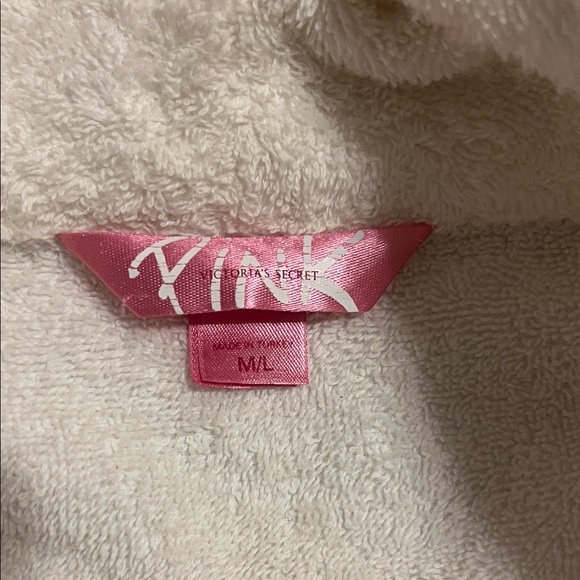 PINK
VICTORIA'S SECRET
MADE IN TURKEY
M/L